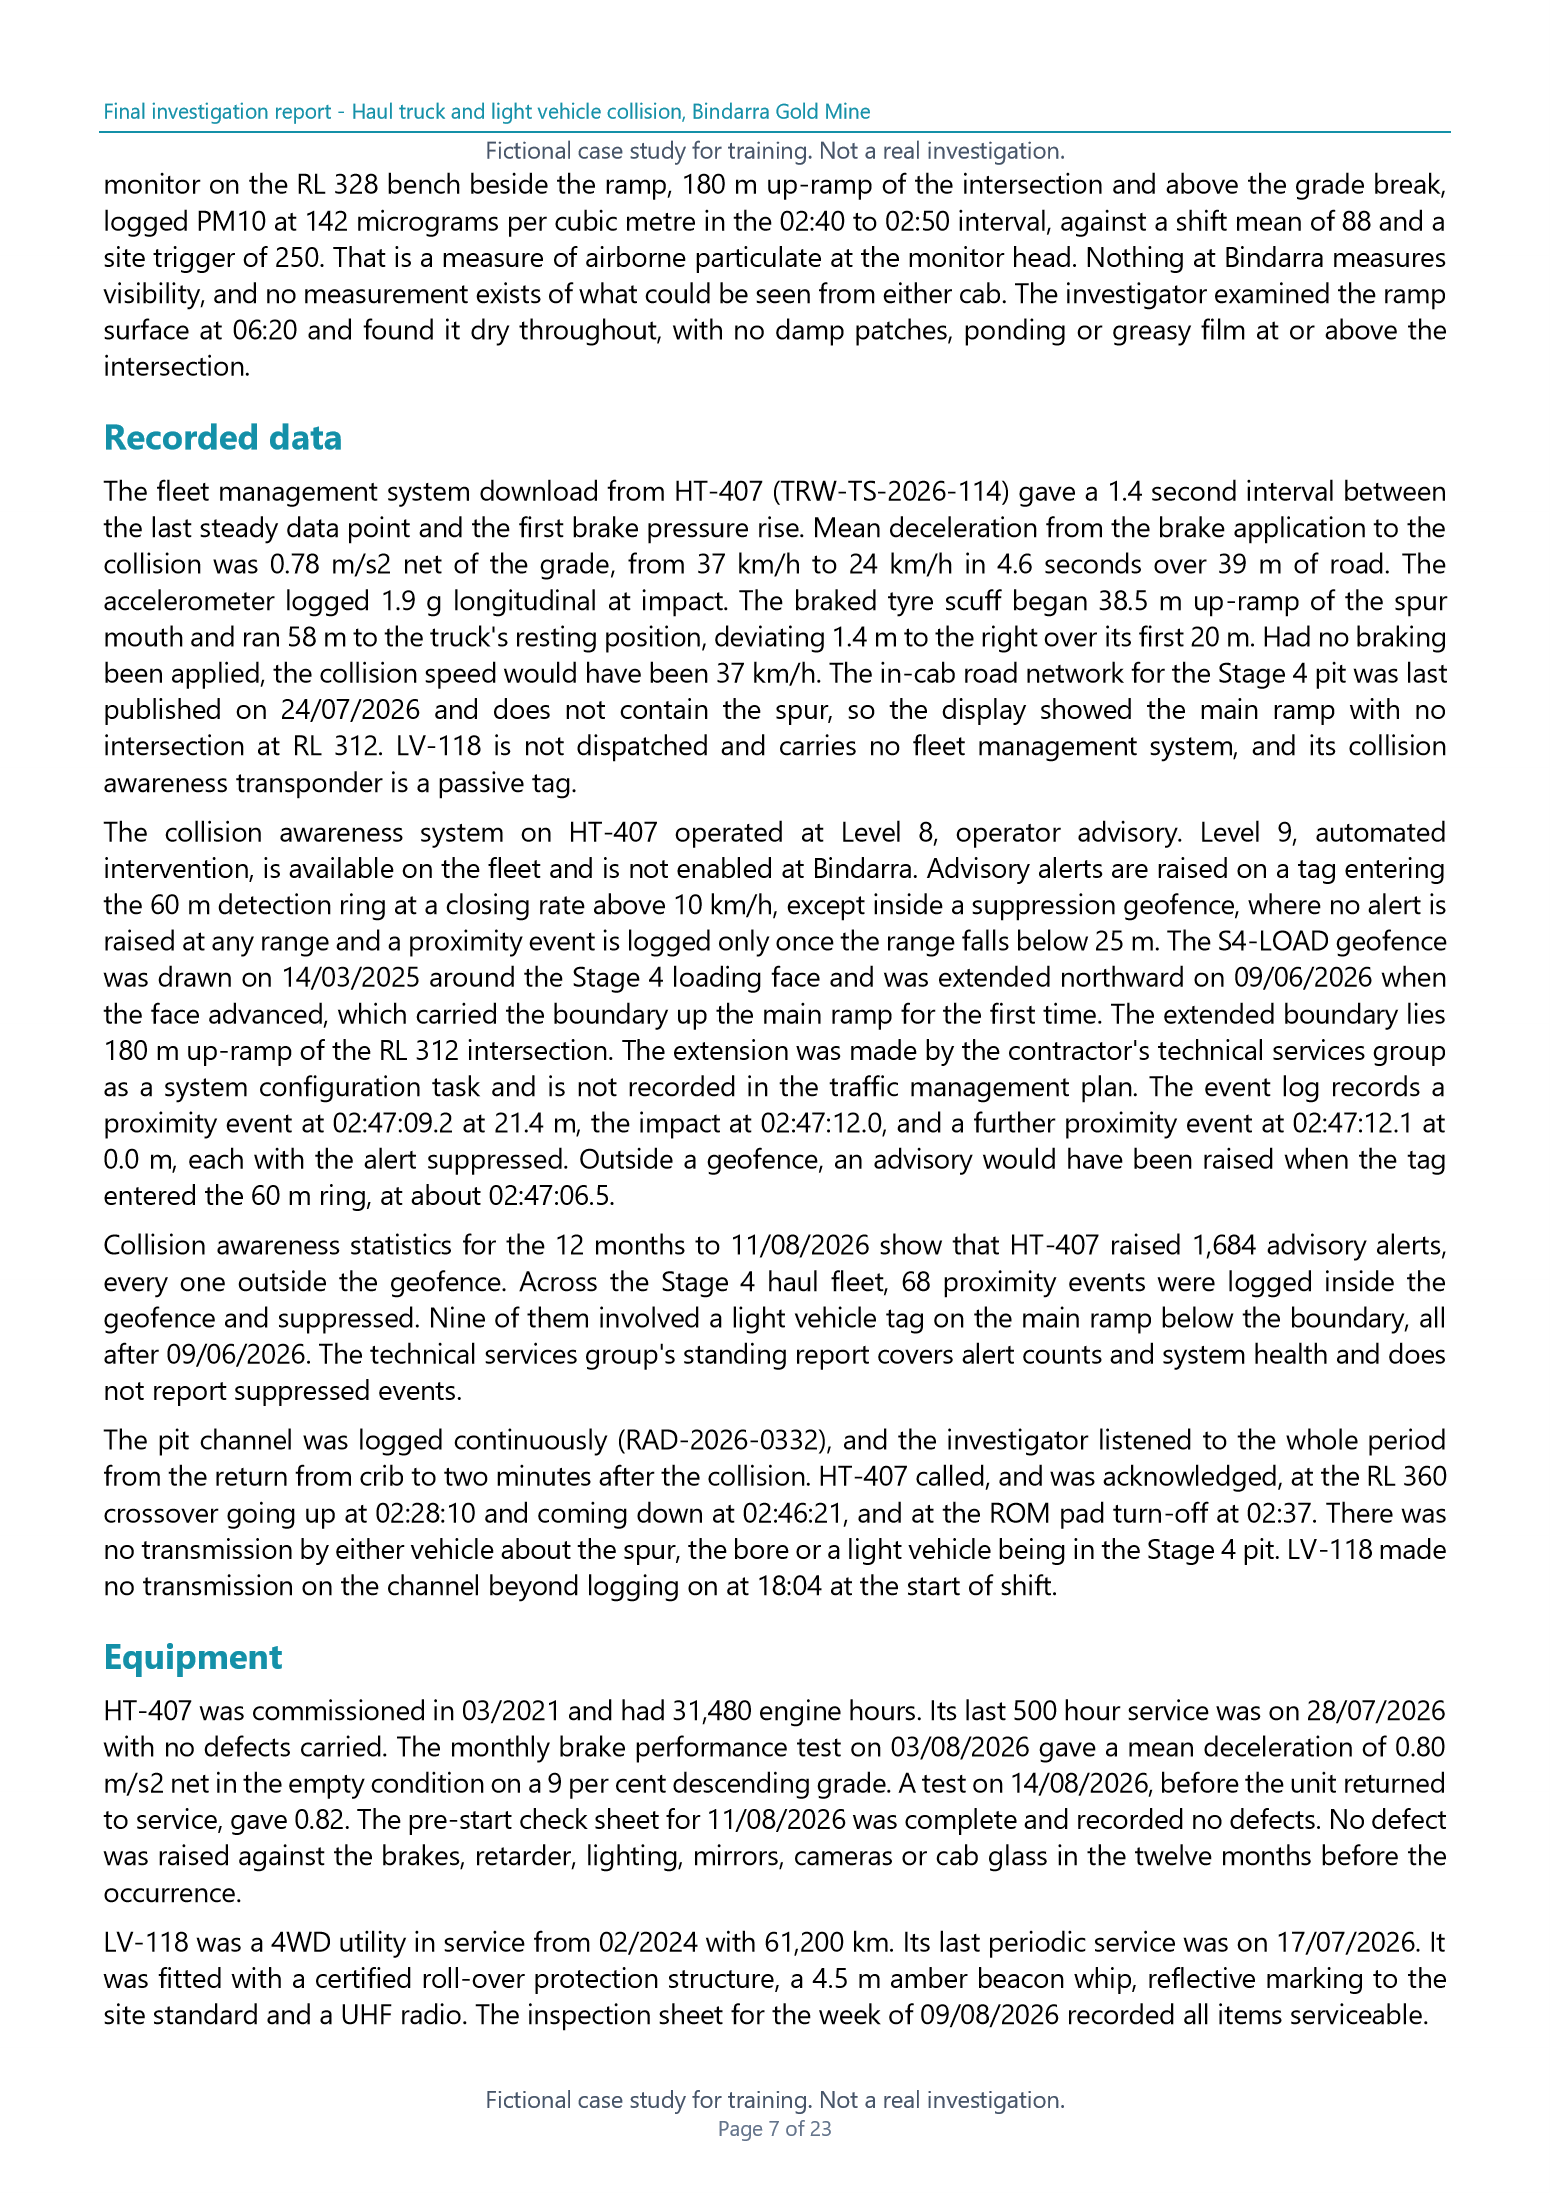 Final investigation report - Haul truck and light vehicle collision, Bindarra Gold Mine
Fictional case study for training. Not a real investigation.
monitor on the RL 328 bench beside the ramp, 180 m up-ramp of the intersection and above the grade break,
logged PM10 at 142 micrograms per cubic metre in the 02:40 to 02:50 interval, against a shift mean of 88 and a
site trigger of 250. That is a measure of airborne particulate at the monitor head. Nothing at Bindarra measures
visibility, and no measurement exists of what could be seen from either cab. The investigator examined the ramp
surface at 06:20 and found it dry throughout, with no damp patches, ponding or greasy film at or above the
intersection.
Recorded data
The fleet management system download from HT-407 (TRW-TS-2026-114) gave a 1.4 second interval between
the last steady data point and the first brake pressure rise. Mean deceleration from the brake application to the
collision was 0.78 m/s2 net of the grade, from 37 km/h to 24 km/h in 4.6 seconds over 39 m of road. The
accelerometer logged 1.9 g longitudinal at impact. The braked tyre scuff began 38.5 m up-ramp of the spur
mouth and ran 58 m to the truck's resting position, deviating 1.4 m to the right over its first 20 m. Had no braking
been applied, the collision speed would have been 37 km/h. The in-cab road network for the Stage 4 pit was last
published on 24/07/2026 and does not contain the spur, so the display showed the main ramp with no
intersection at RL 312. LV-118 is not dispatched and carries no fleet management system, and its collision
awareness transponder is a passive tag.
The collision awareness system on HT-407 operated at Level 8, operator advisory. Level 9, automated
intervention, is available on the fleet and is not enabled at Bindarra. Advisory alerts are raised on a tag entering
the 60 m detection ring at a closing rate above 10 km/h, except inside a suppression geofence, where no alert is
raised at any range and a proximity event is logged only once the range falls below 25 m. The S4-LOAD geofence
was drawn on 14/03/2025 around the Stage 4 loading face and was extended northward on 09/06/2026 when
the face advanced, which carried the boundary up the main ramp for the first time. The extended boundary lies
180 m up-ramp of the RL 312 intersection. The extension was made by the contractor's technical services group
as a system configuration task and is not recorded in the traffic management plan. The event log records a
proximity event at 02:47:09.2 at 21.4 m, the impact at 02:47:12.0, and a further proximity event at 02:47:12.1 at
0.0 m, each with the alert suppressed. Outside a geofence, an advisory would have been raised when the tag
entered the 60 m ring, at about 02:47:06.5.
Collision awareness statistics for the 12 months to 11/08/2026 show that HT-407 raised 1,684 advisory alerts,
every one outside the geofence. Across the Stage 4 haul fleet, 68 proximity events were logged inside the
geofence and suppressed. Nine of them involved a light vehicle tag on the main ramp below the boundary, all
after 09/06/2026. The technical services group's standing report covers alert counts and system health and does
not report suppressed events.
The pit channel was logged continuously (RAD-2026-0332), and the investigator listened to the whole period
from the return from crib to two minutes after the collision. HT-407 called, and was acknowledged, at the RL 360
crossover going up at 02:28:10 and coming down at 02:46:21, and at the ROM pad turn-off at 02:37. There was
no transmission by either vehicle about the spur, the bore or a light vehicle being in the Stage 4 pit. LV-118 made
no transmission on the channel beyond logging on at 18:04 at the start of shift.
Equipment
HT-407 was commissioned in 03/2021 and had 31,480 engine hours. Its last 500 hour service was on 28/07/2026
with no defects carried. The monthly brake performance test on 03/08/2026 gave a mean deceleration of 0.80
m/s2 net in the empty condition on a 9 per cent descending grade. A test on 14/08/2026, before the unit returned
to service, gave 0.82. The pre-start check sheet for 11/08/2026 was complete and recorded no defects. No defect
was raised against the brakes, retarder, lighting, mirrors, cameras or cab glass in the twelve months before the
occurrence.
LV-118 was a 4WD utility in service from 02/2024 with 61,200 km. Its last periodic service was on 17/07/2026. It
was fitted with a certified roll-over protection structure, a 4.5 m amber beacon whip, reflective marking to the
site standard and a UHF radio. The inspection sheet for the week of 09/08/2026 recorded all items serviceable.
Fictional case study for training. Not a real investigation.
Page 7 of 23